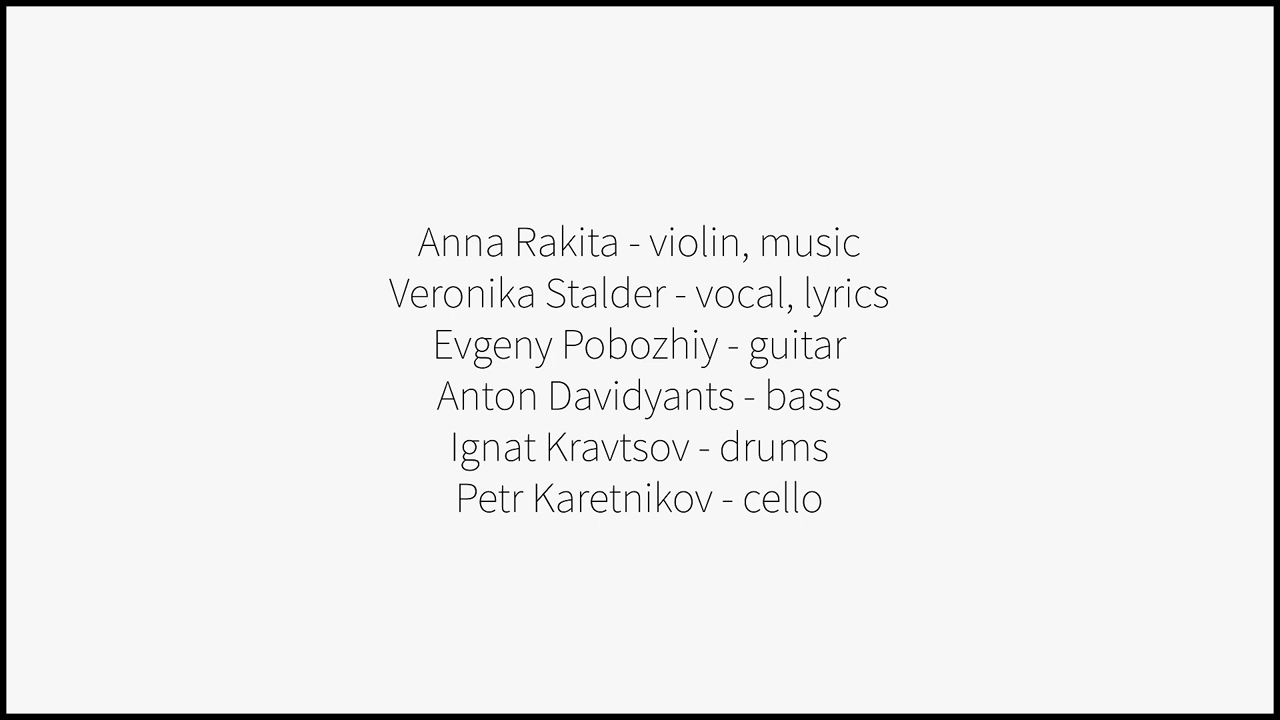 Anna Rakita - violin, music
Veronika Stalder - vocal, lyrics
Evgeny Pobozhiy - guitar
Anton Davidyants - bass
Ignat Kravtsov - drums
Petr Karetnikov - cello